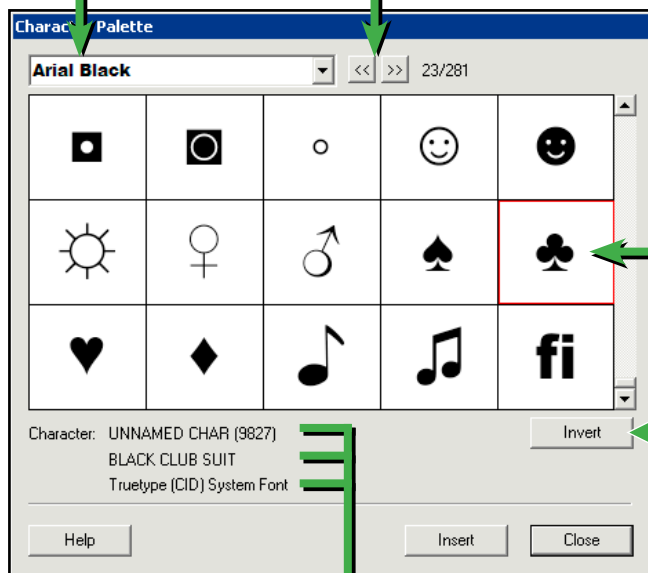 Character Palette
Arial Black << >> 23/281
fi
Character: UNNAMED CHAR (9827) Invert
BLACK CLUB SUIT
Truetype (CID) System Font
Help Insert Close